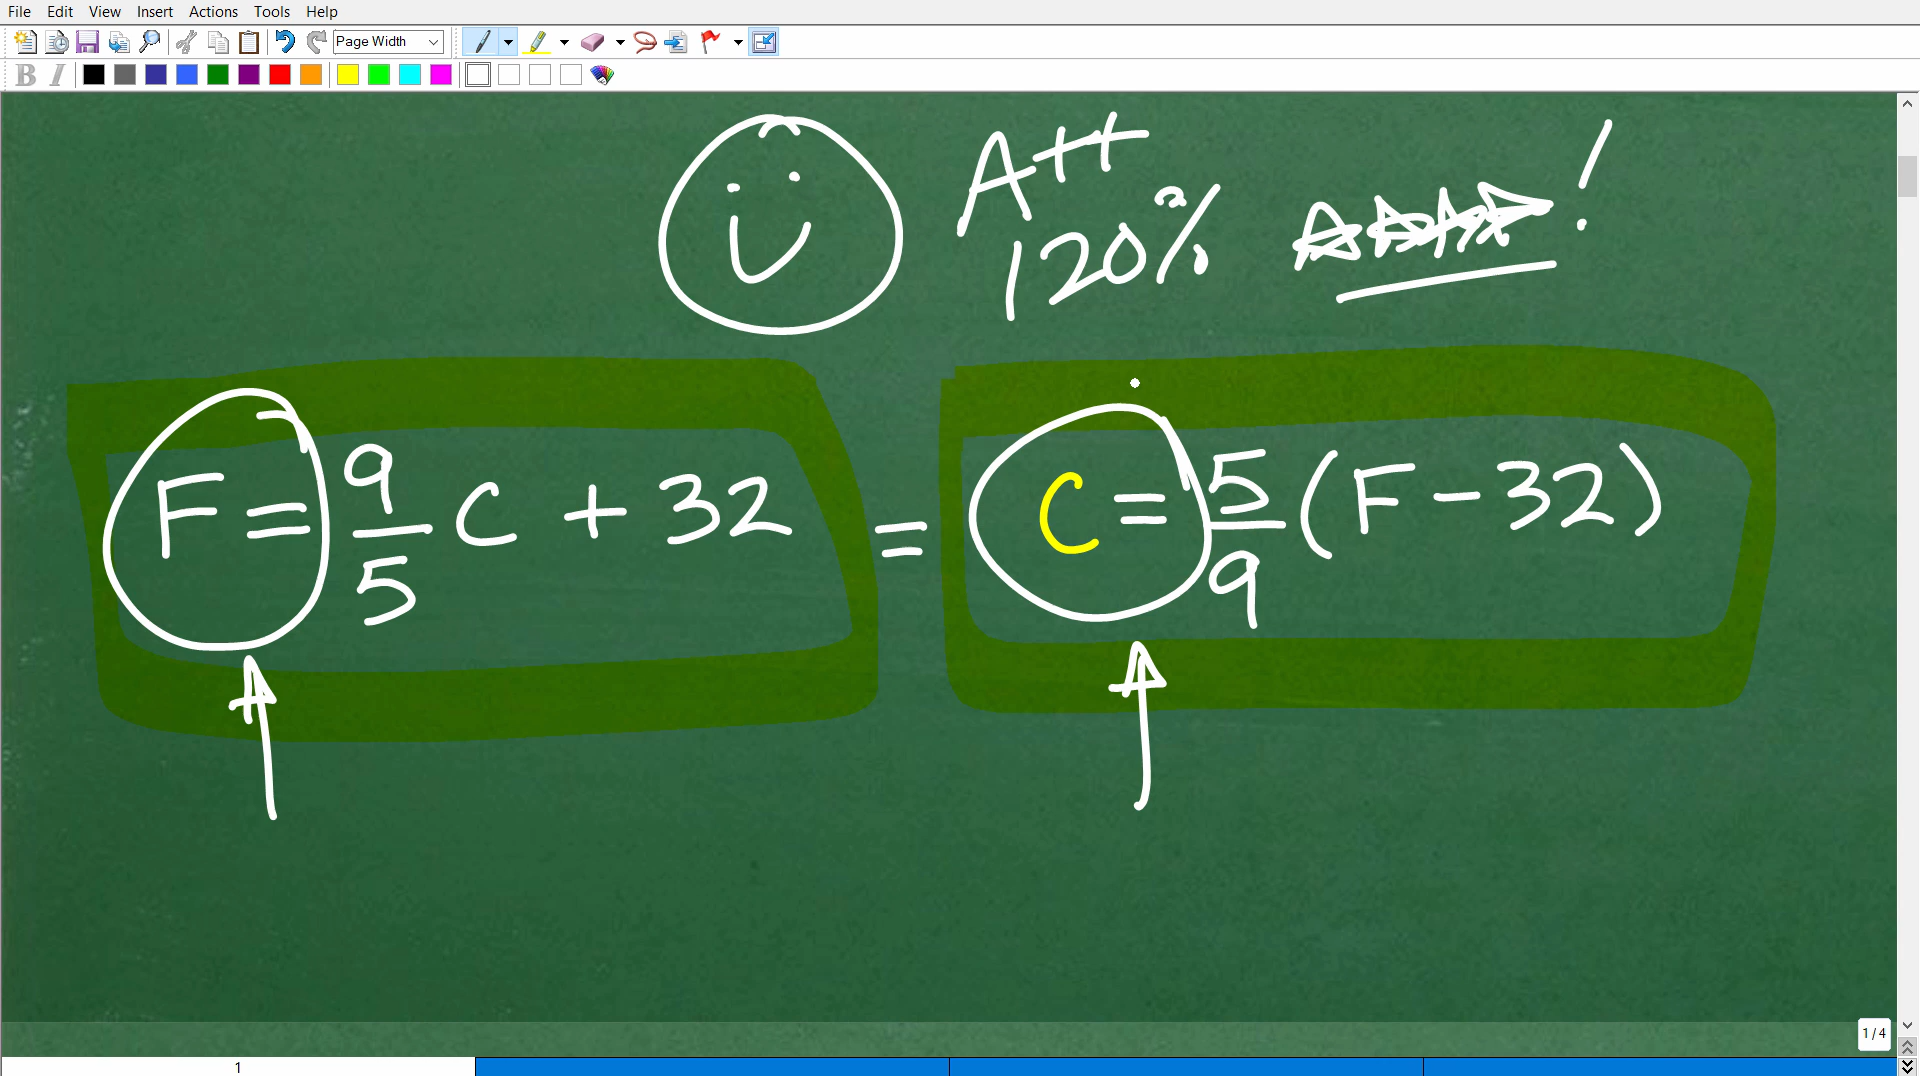 File Edit View Insert Actions Tools Help
Page Width
B I
A++
120% !
F = 9/5 C + 32 = C = 5/9 (F - 32)
1 / 4
1